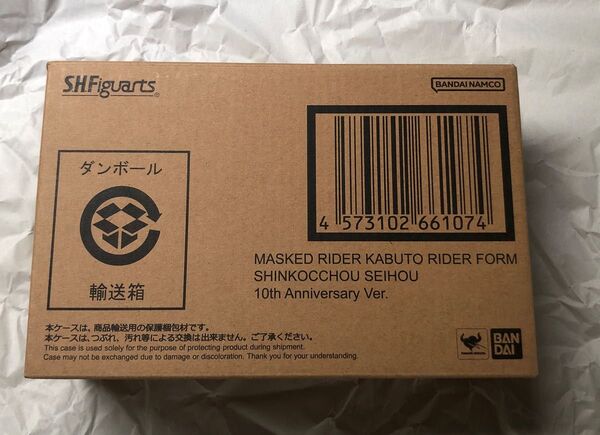 S.H.Figuarts
BANDAI NAMCO
ダンボール
輸送箱
4 573102 661074
MASKED RIDER KABUTO RIDER FORM
SHINKOCCHOU SEIHOU
10th Anniversary Ver.
本ケースは、商品輸送用の保護梱包材です。
本ケースは、つぶれ、汚れ等による交換は出来ません。ご了承ください。
This case is used solely for the purpose of protecting product during shipment.
Case may not be exchanged due to damage or discoloration. Thank you for your understanding.
BAN
DAI